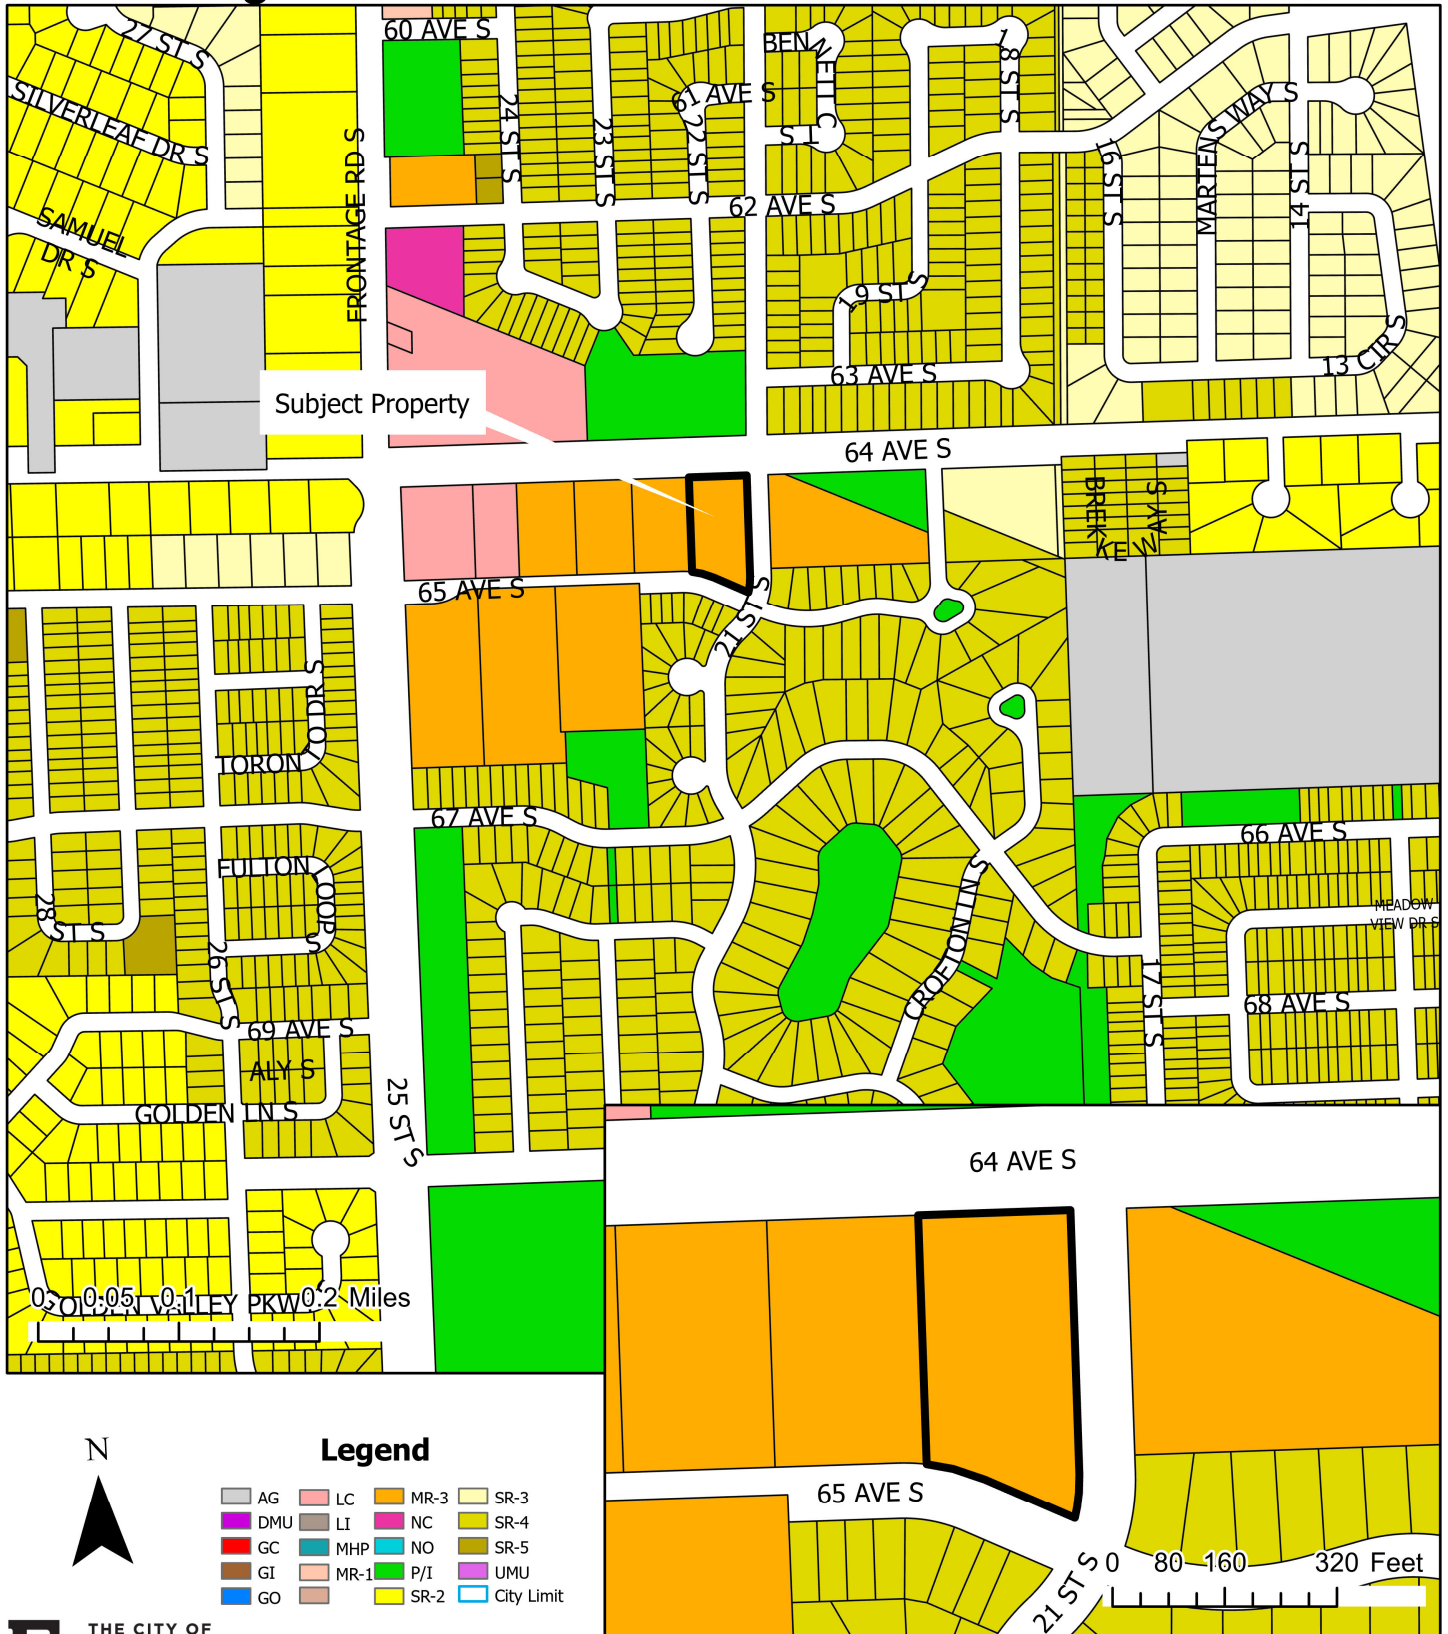 60 AVE S
27 ST S
BENNETT CT S
18 ST S
SILVERLEAF DR S
24 ST S
61 AVE S
23 ST S
22 ST S
MARTENS WAY S
16 ST S
14 ST S
FRONTAGE RD S
62 AVE S
SAMUEL
DR S
19 ST S
13 CIR S
63 AVE S
Subject Property
64 AVE S
BREKKE WAY S
65 AVE S
21 ST S
TORONTO DR S
67 AVE S
66 AVE S
FULTON LOOP S
CROFTON LN S
MEADOW
VIEW DR S
28 ST S
26 ST S
17 ST S
68 AVE S
69 AVE S
ALY S
25 ST S
GOLDEN LN S
GOLDEN VALLEY PKW S
0 0.05 0.1 0.2 Miles
64 AVE S
65 AVE S
21 ST S
0 80 160 320 Feet
N
Legend
AG LC MR-3 SR-3
DMU LI NC SR-4
GC MHP NO SR-5
GI MR-1 P/I UMU
GO SR-2 City Limit
THE CITY OF